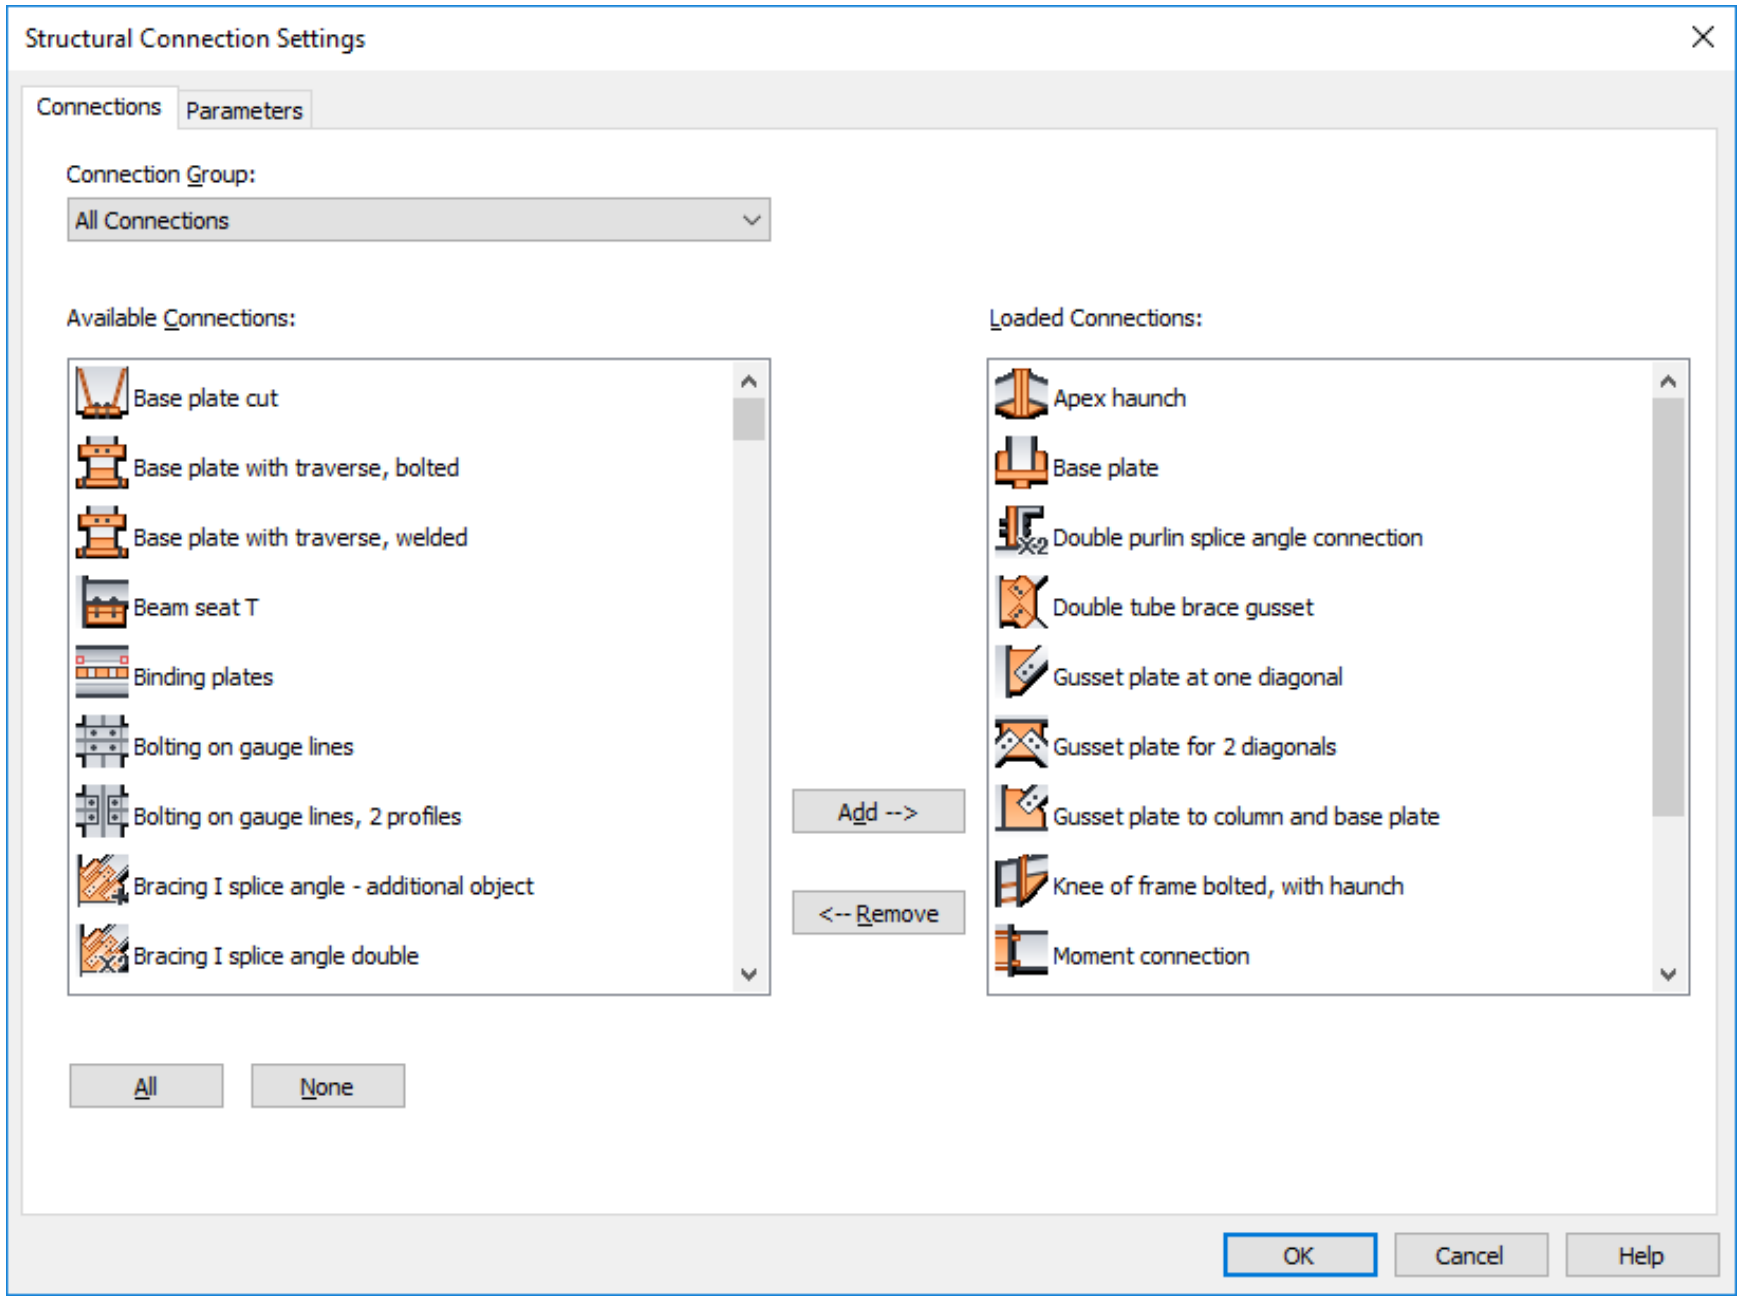 Structural Connection Settings
Connections
Parameters
Connection Group:
All Connections
Available Connections:
Base plate cut
Base plate with traverse, bolted
Base plate with traverse, welded
Beam seat T
Binding plates
Bolting on gauge lines
Bolting on gauge lines, 2 profiles
Bracing I splice angle - additional object
Bracing I splice angle double
Add -->
<-- Remove
Loaded Connections:
Apex haunch
Base plate
Double purlin splice angle connection
Double tube brace gusset
Gusset plate at one diagonal
Gusset plate for 2 diagonals
Gusset plate to column and base plate
Knee of frame bolted, with haunch
Moment connection
All
None
OK
Cancel
Help